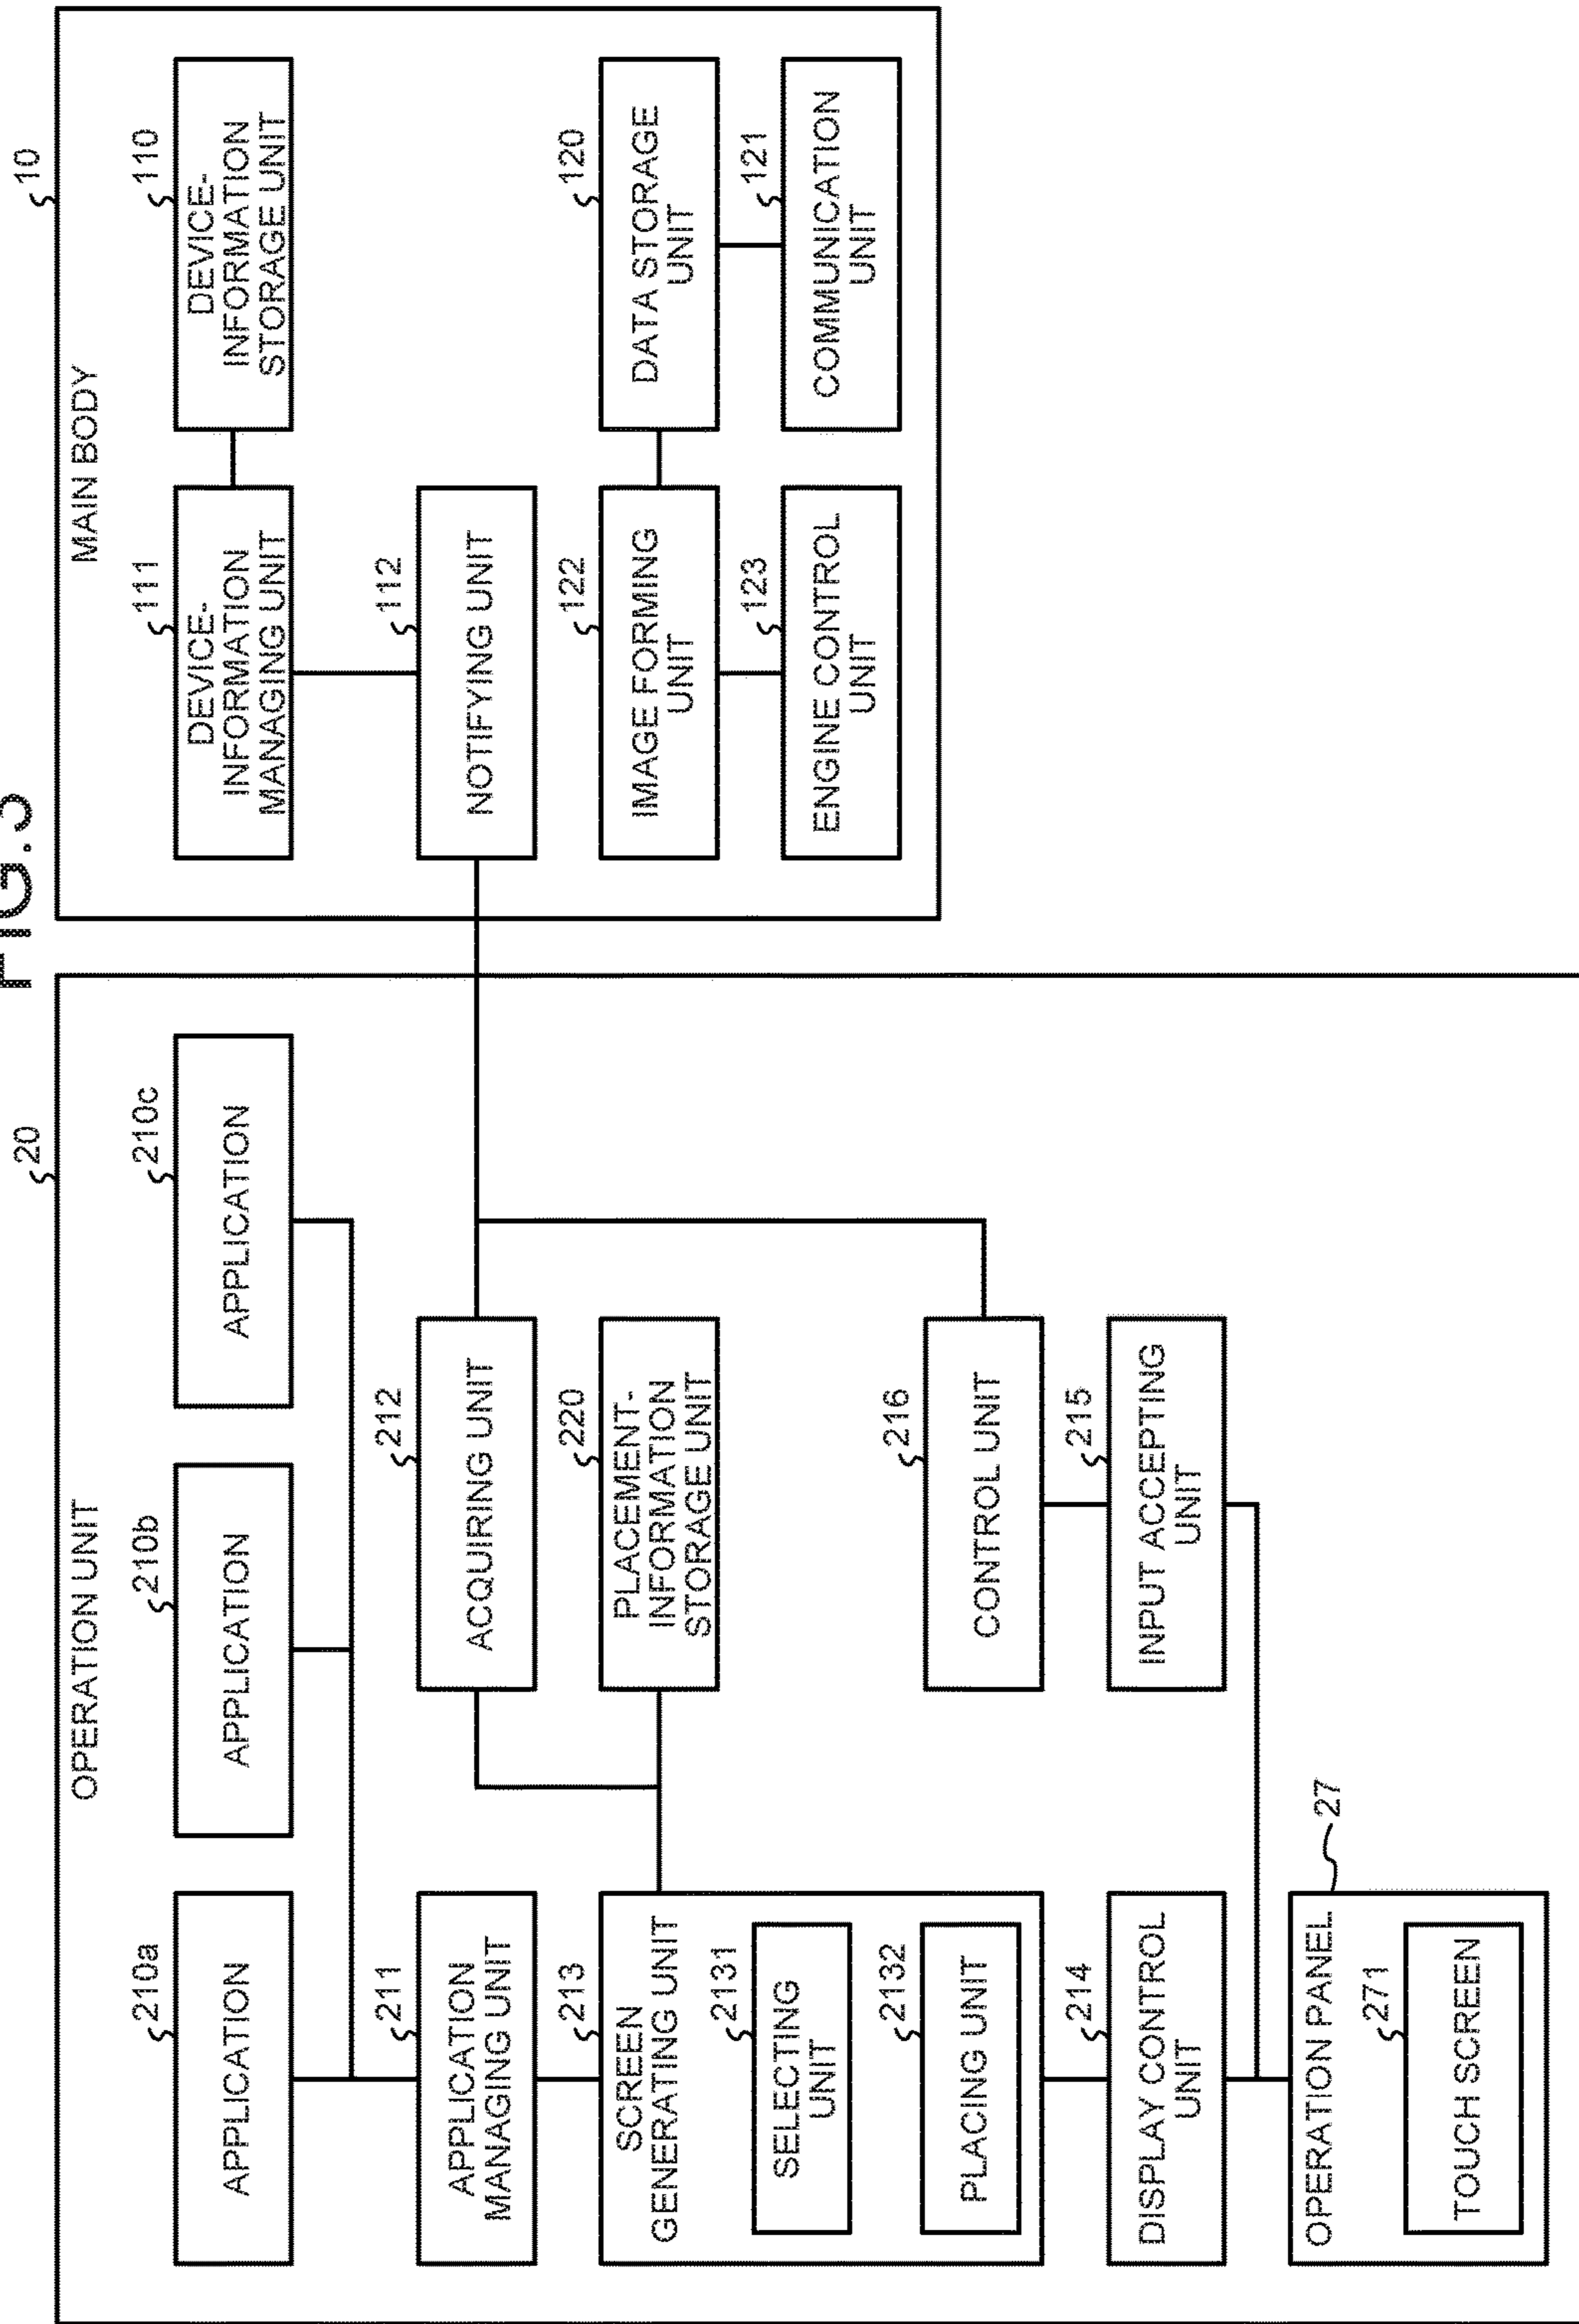 FIG.3
OPERATION UNIT
20
210a
APPLICATION
210b
APPLICATION
210c
APPLICATION
211
APPLICATION
MANAGING UNIT
212
ACQUIRING UNIT
213
SCREEN
GENERATING UNIT
220
PLACEMENT-
INFORMATION
STORAGE UNIT
2131
SELECTING
UNIT
2132
PLACING UNIT
216
CONTROL UNIT
214
DISPLAY CONTROL
UNIT
215
INPUT ACCEPTING
UNIT
27
OPERATION PANEL
271
TOUCH SCREEN
MAIN BODY
10
111
DEVICE-
INFORMATION
MANAGING UNIT
110
DEVICE-
INFORMATION
STORAGE UNIT
112
NOTIFYING UNIT
122
IMAGE FORMING
UNIT
120
DATA STORAGE
UNIT
123
ENGINE CONTROL
UNIT
121
COMMUNICATION
UNIT